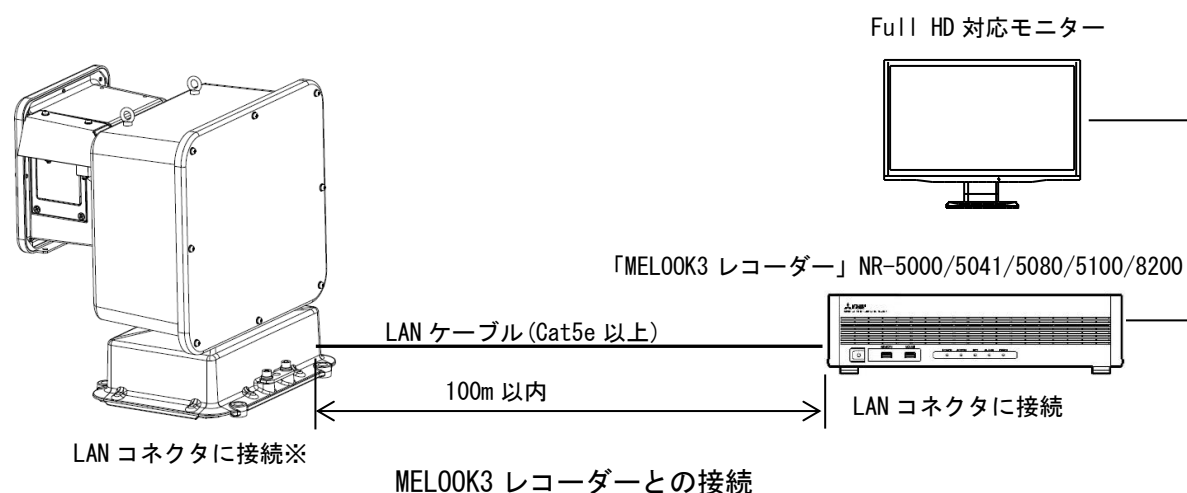 Full HD 対応モニター
「MELOOK3 レコーダー」NR-5000/5041/5080/5100/8200
LAN ケーブル(Cat5e 以上)
100m 以内
LAN コネクタに接続
LAN コネクタに接続※
MELOOK3 レコーダーとの接続